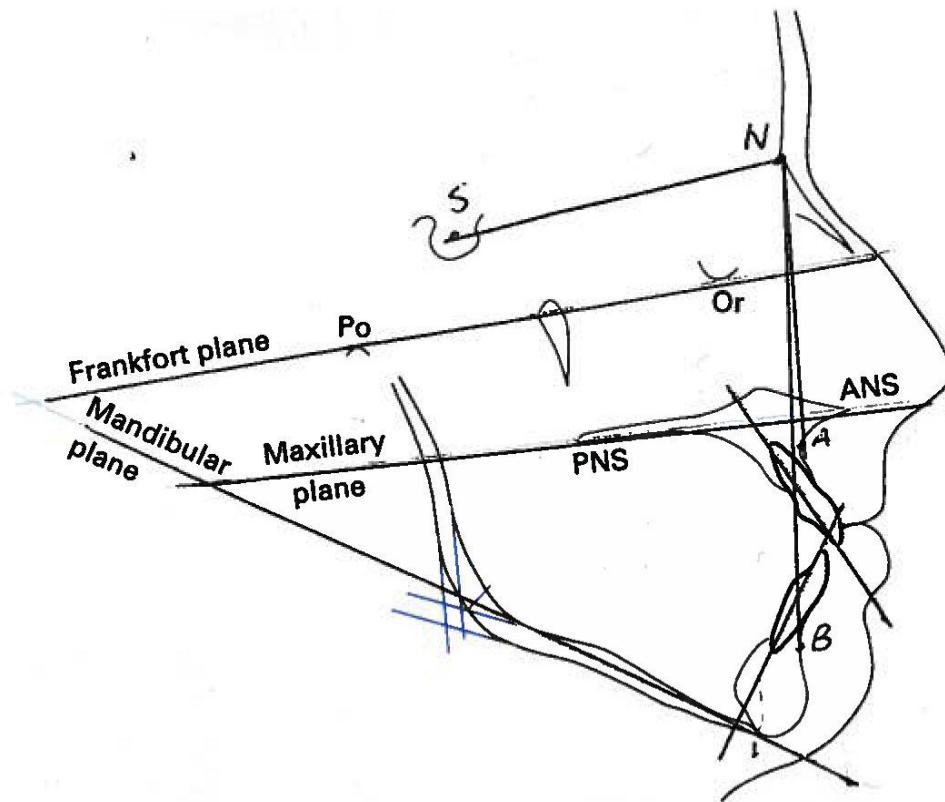 N
S
Or
Po
Frankfort plane
ANS
Mandibular
plane
A
Maxillary
plane
PNS
B